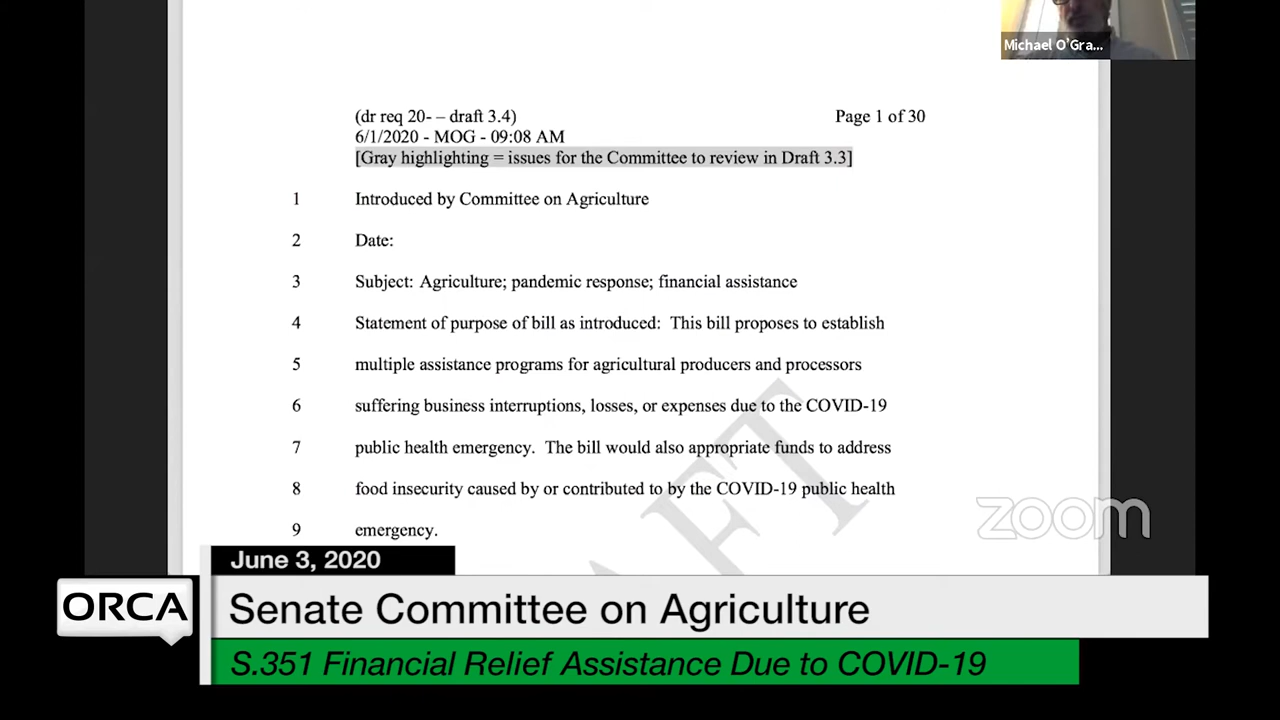 Michael O'Gra...
(dr req 20- – draft 3.4)
Page 1 of 30
6/1/2020 - MOG - 09:08 AM
[Gray highlighting = issues for the Committee to review in Draft 3.3]
1 Introduced by Committee on Agriculture
2 Date:
3 Subject: Agriculture; pandemic response; financial assistance
4 Statement of purpose of bill as introduced: This bill proposes to establish
5 multiple assistance programs for agricultural producers and processors
6 suffering business interruptions, losses, or expenses due to the COVID-19
7 public health emergency. The bill would also appropriate funds to address
8 food insecurity caused by or contributed to by the COVID-19 public health
9 emergency.
AFT
zoom
June 3, 2020
ORCA
Senate Committee on Agriculture
S.351 Financial Relief Assistance Due to COVID-19